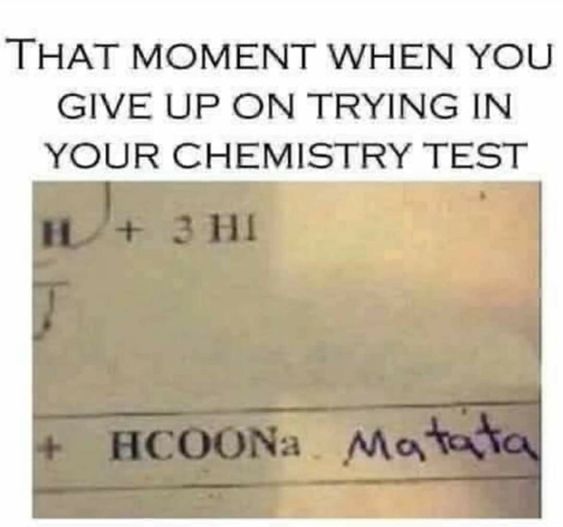 THAT MOMENT WHEN YOU
GIVE UP ON TRYING IN
YOUR CHEMISTRY TEST
H + 3 HI
+ HCOONa Matata